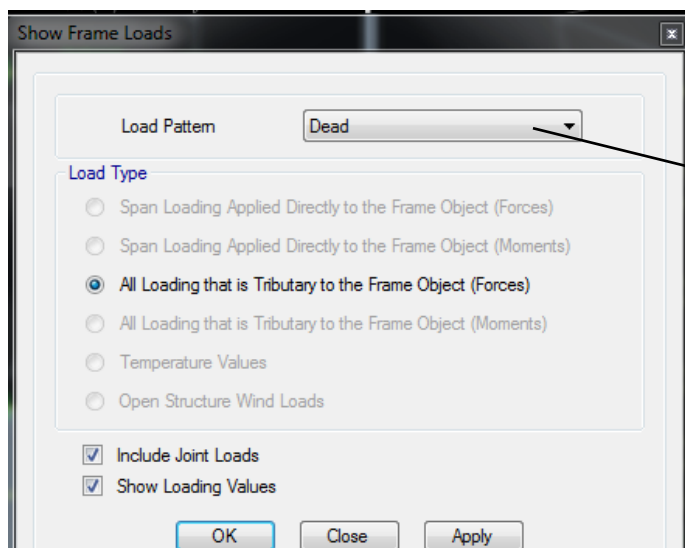 Show Frame Loads
Load Pattern
Dead
Load Type
Span Loading Applied Directly to the Frame Object (Forces)
Span Loading Applied Directly to the Frame Object (Moments)
All Loading that is Tributary to the Frame Object (Forces)
All Loading that is Tributary to the Frame Object (Moments)
Temperature Values
Open Structure Wind Loads
Include Joint Loads
Show Loading Values
OK
Close
Apply